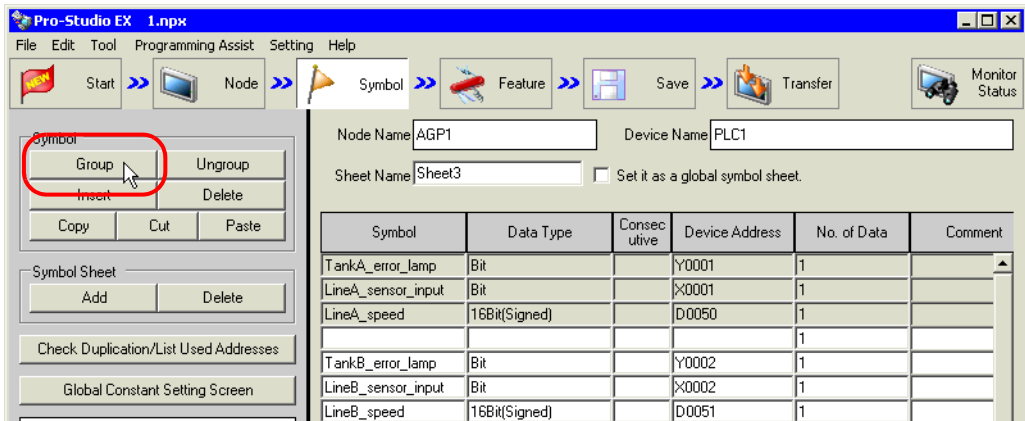 Pro-Studio EX 1.npx
File Edit Tool Programming Assist Setting Help
NEW Start Node Symbol Feature Save Transfer Monitor Status
Symbol
Group Ungroup
Insert Delete
Copy Cut Paste
Symbol Sheet
Add Delete
Check Duplication/List Used Addresses
Global Constant Setting Screen
Node Name AGP1 Device Name PLC1
Sheet Name Sheet3 Set it as a global symbol sheet.
Symbol Data Type Consecutive Device Address No. of Data Comment
TankA_error_lamp Bit Y0001 1
LineA_sensor_input Bit X0001 1
LineA_speed 16Bit(Signed) D0050 1
1
TankB_error_lamp Bit Y0002 1
LineB_sensor_input Bit X0002 1
LineB_speed 16Bit(Signed) D0051 1